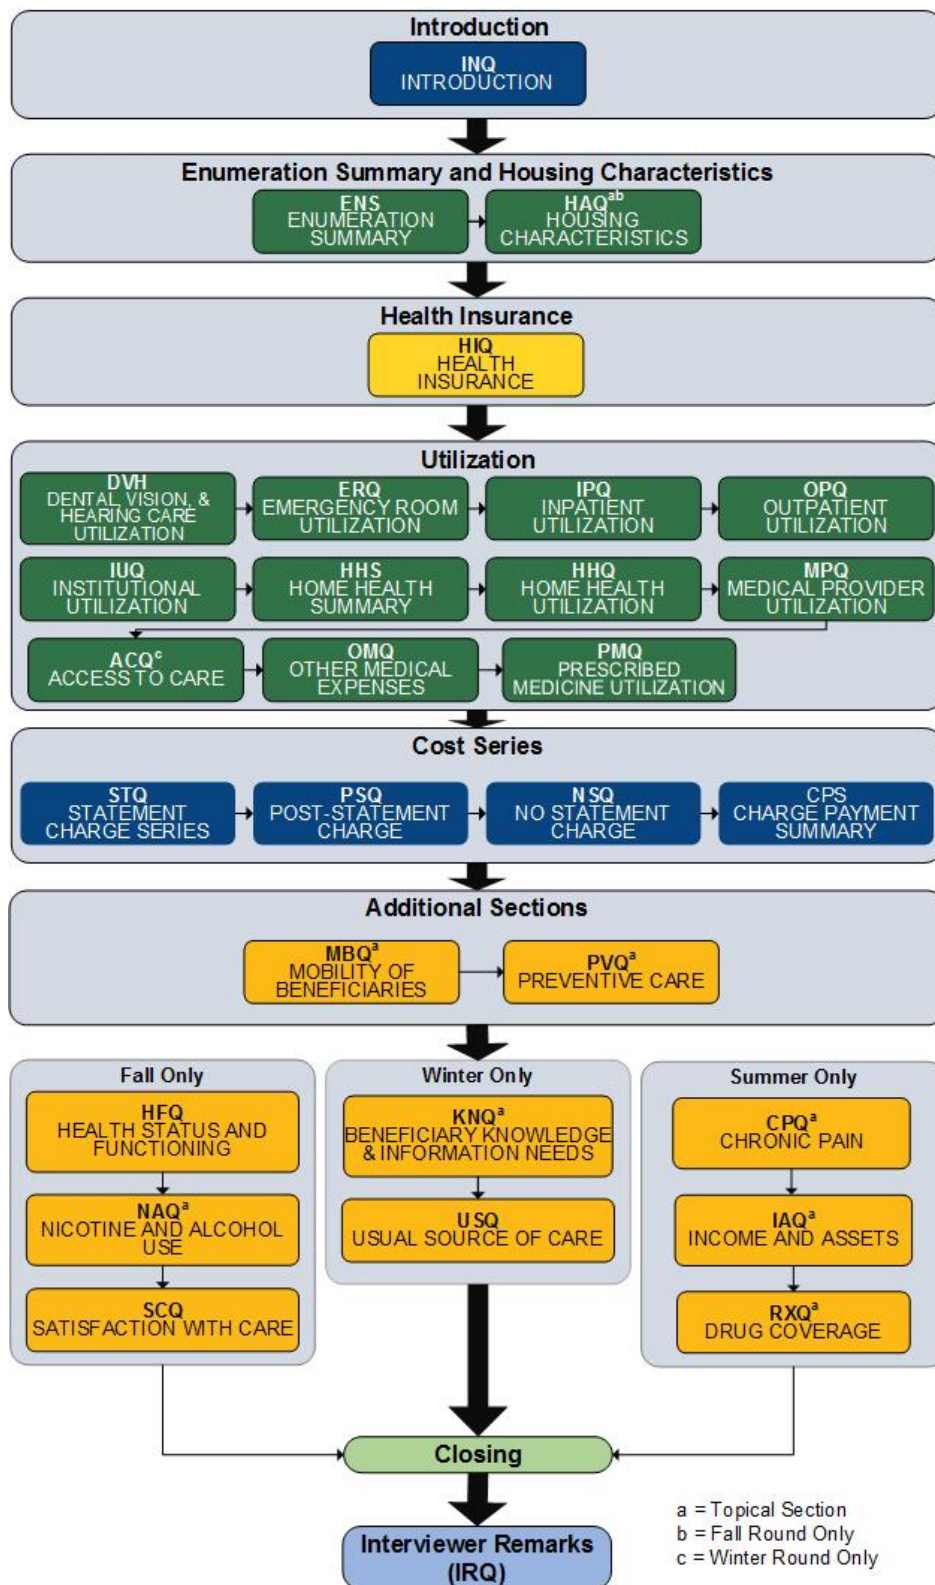 Introduction
INQ
INTRODUCTION
Enumeration Summary and Housing Characteristics
ENS
ENUMERATION
SUMMARY
HAQab
HOUSING
CHARACTERISTICS
Health Insurance
HIQ
HEALTH
INSURANCE
Utilization
DVH
DENTAL, VISION, &
HEARING CARE
UTILIZATION
ERQ
EMERGENCY ROOM
UTILIZATION
IPQ
INPATIENT
UTILIZATION
OPQ
OUTPATIENT
UTILIZATION
IUQ
INSTITUTIONAL
UTILIZATION
HHS
HOME HEALTH
SUMMARY
HHQ
HOME HEALTH
UTILIZATION
MPQ
MEDICAL PROVIDER
UTILIZATION
ACQc
ACCESS TO CARE
OMQ
OTHER MEDICAL
EXPENSES
PMQ
PRESCRIBED
MEDICINE UTILIZATION
Cost Series
STQ
STATEMENT
CHARGE SERIES
PSQ
POST-STATEMENT
CHARGE
NSQ
NO STATEMENT
CHARGE
CPS
CHARGE PAYMENT
SUMMARY
Additional Sections
MBQa
MOBILITY OF
BENEFICIARIES
PVQa
PREVENTIVE CARE
Fall Only
HFQ
HEALTH STATUS AND
FUNCTIONING
NAQa
NICOTINE AND ALCOHOL
USE
SCQ
SATISFACTION WITH CARE
Winter Only
KNQa
BENEFICIARY KNOWLEDGE
& INFORMATION NEEDS
USQ
USUAL SOURCE OF CARE
Summer Only
CPQa
CHRONIC PAIN
IAQa
INCOME AND ASSETS
RXQa
DRUG COVERAGE
Closing
Interviewer Remarks
(IRQ)
a = Topical Section
b = Fall Round Only
c = Winter Round Only